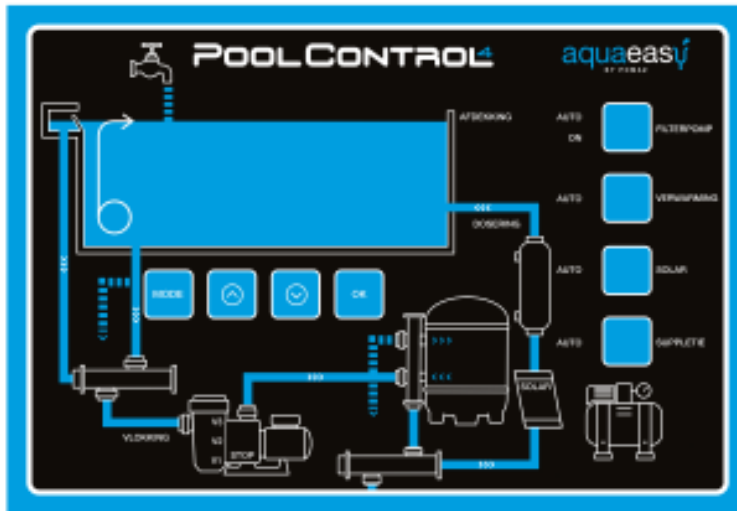 POOLCONTROL4
aquaeasy
AFDEKKING
AUTO
ON
FILTERPOMP
AUTO
VERWARMING
DOSERING
AUTO
SOLAR
MODE
OK
AUTO
SUPPLETIE
SOLAR
VLOKKING
V3
V2
V1
STOP